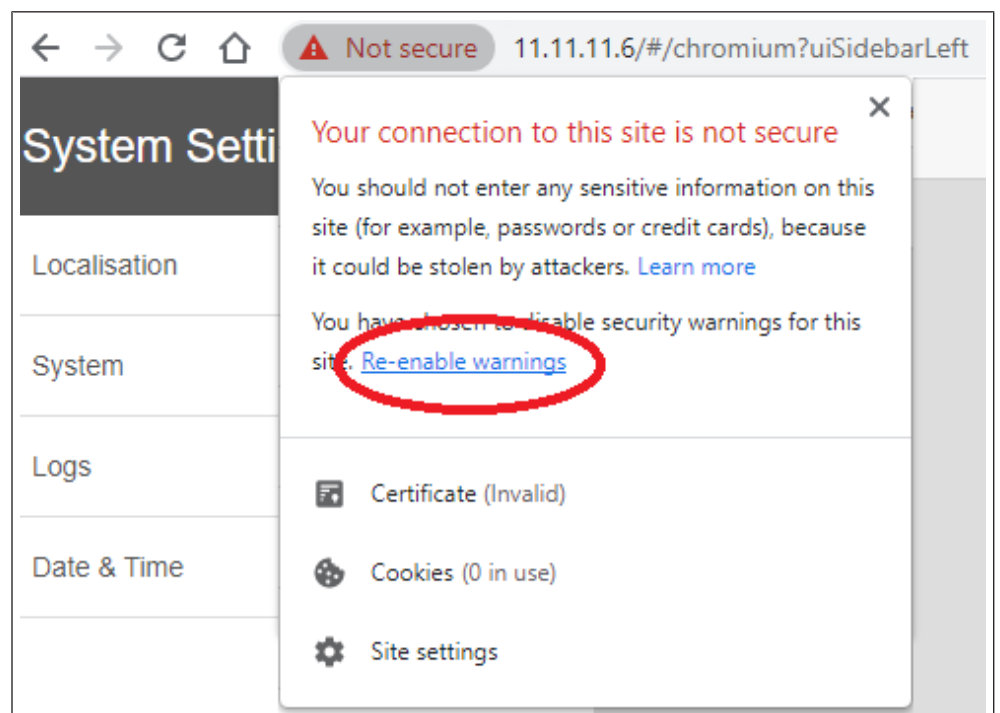 Not secure 11.11.11.6/#/chromium?uiSidebarLeft
System Setti
Your connection to this site is not secure
You should not enter any sensitive information on this
site (for example, passwords or credit cards), because
it could be stolen by attackers. Learn more
You have chosen to disable security warnings for this
site. Re-enable warnings
Localisation
System
Logs
Date & Time
Certificate (Invalid)
Cookies (0 in use)
Site settings